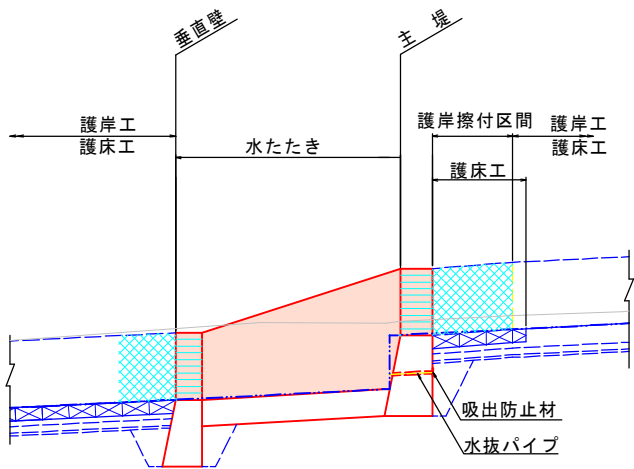 垂直壁
主堤
護岸工
護床工
水たたき
護岸擦付区間
護岸工
護床工
護床工
吸出防止材
水抜パイプ